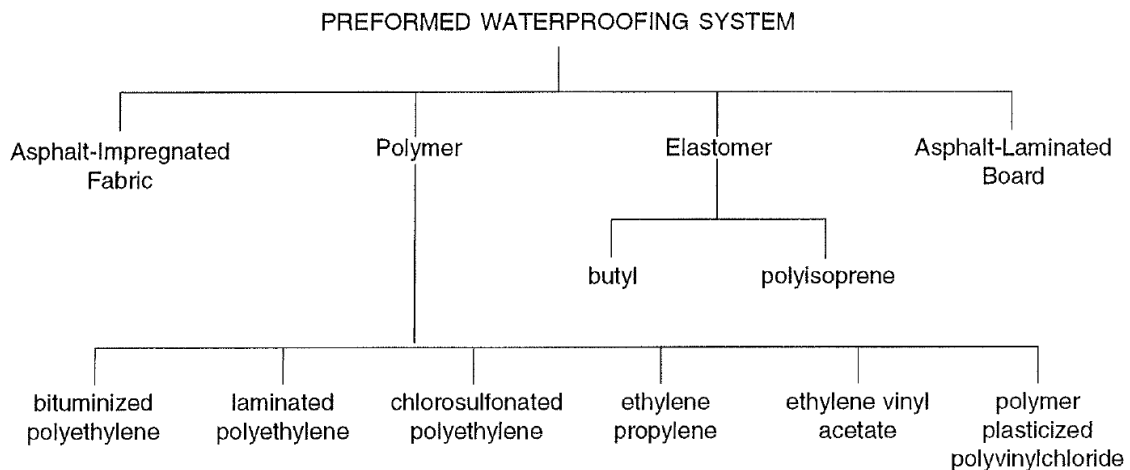 PREFORMED WATERPROOFING SYSTEM
Asphalt-Impregnated
Fabric
Polymer
Elastomer
Asphalt-Laminated
Board
butyl
polyisoprene
bituminized
polyethylene
laminated
polyethylene
chlorosulfonated
polyethylene
ethylene
propylene
ethylene vinyl
acetate
polymer
plasticized
polyvinylchloride